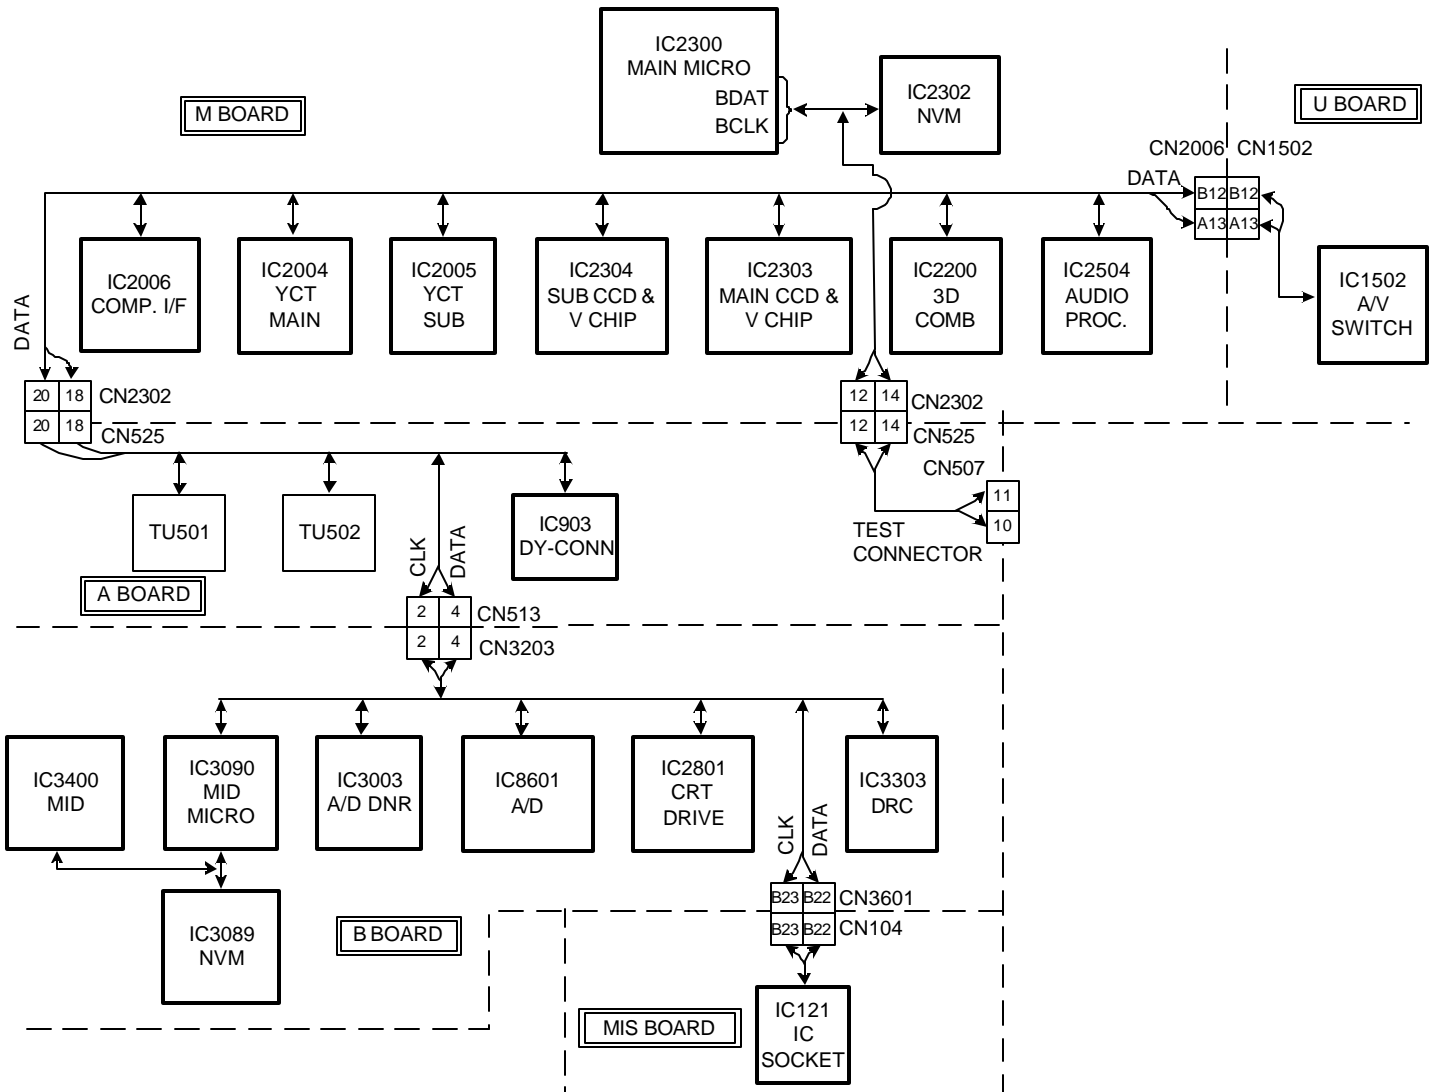 IC2300
MAIN MICRO
BDAT
BCLK
IC2302
NVM
M BOARD
U BOARD
CN2006 CN1502
DATA
B12 B12
A13 A13
IC2006
COMP. I/F
IC2004
YCT
MAIN
IC2005
YCT
SUB
IC2304
SUB CCD &
V CHIP
IC2303
MAIN CCD &
V CHIP
IC2200
3D
COMB
IC2504
AUDIO
PROC.
IC1502
A/V
SWITCH
DATA
20 18 CN2302
20 18 CN525
12 14 CN2302
12 14 CN525
CN507
11
10
TEST
CONNECTOR
TU501
TU502
IC903
DY-CONN
CLK
DATA
A BOARD
2 4 CN513
2 4 CN3203
IC3400
MID
IC3090
MID
MICRO
IC3003
A/D DNR
IC8601
A/D
IC2801
CRT
DRIVE
IC3303
DRC
CLK
DATA
B23 B22 CN3601
B23 B22 CN104
IC3089
NVM
B BOARD
MIS BOARD
IC121
IC
SOCKET